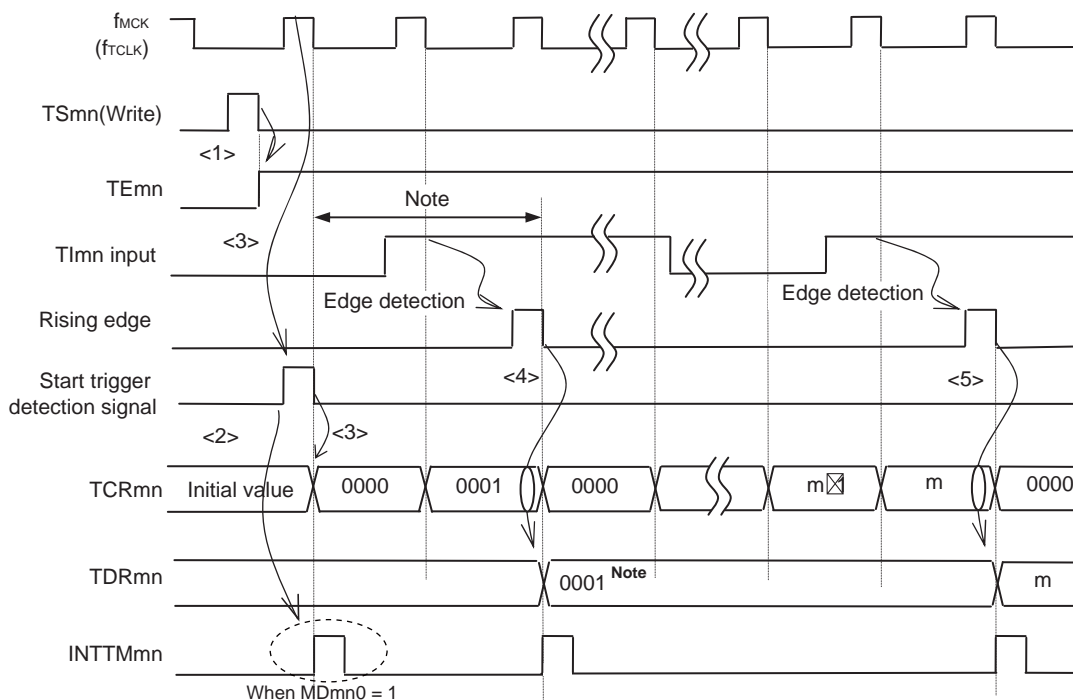 fMCK
(fTCLK)
TSmn(Write)
<1>
TEmn
Note
<3>
TImn input
Edge detection
Edge detection
Rising edge
<4>
<5>
Start trigger
detection signal
<2>
<3>
TCRmn
Initial value
0000
0001
0000
m☒1
m
0000
TDRmn
0001 Note
m
INTTMmn
When MDmn0 = 1